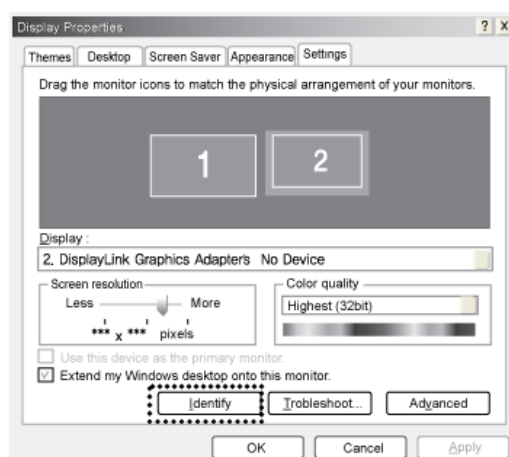 Display Properties ? X
Themes Desktop Screen Saver Appearance Settings
Drag the monitor icons to match the physical arrangement of your monitors.
1 2
Display :
2. DisplayLink Graphics Adapters No Device
Screen resolution Color quality
Less More Highest (32bit)
*** x *** pixels
Use this device as the primary monitor.
Extend my Windows desktop onto this monitor.
Identify Trobleshoot... Advanced
OK Cancel Apply